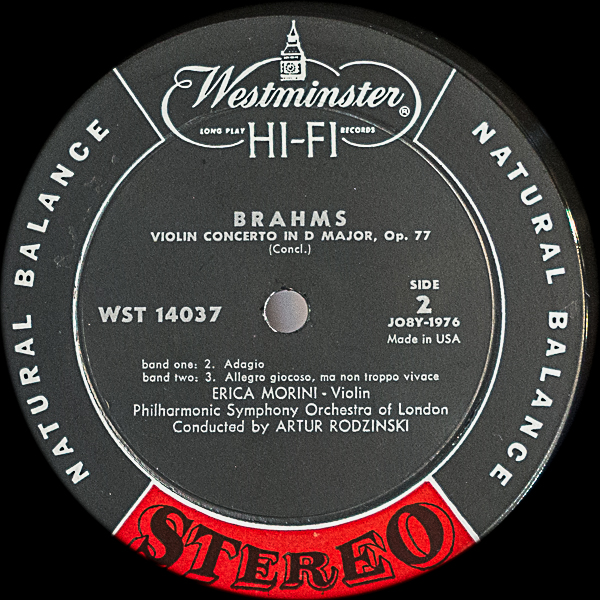 Westminster®
LONG PLAY HI-FI RECORDS
NATURAL BALANCE
NATURAL BALANCE
BRAHMS
VIOLIN CONCERTO IN D MAJOR, Op. 77
(Concl.)
WST 14037
SIDE
2
JO8Y-1976
Made in USA
band one: 2. Adagio
band two: 3. Allegro giocoso, ma non troppo vivace
ERICA MORINI - Violin
Philharmonic Symphony Orchestra of London
Conducted by ARTUR RODZINSKI
STEREO